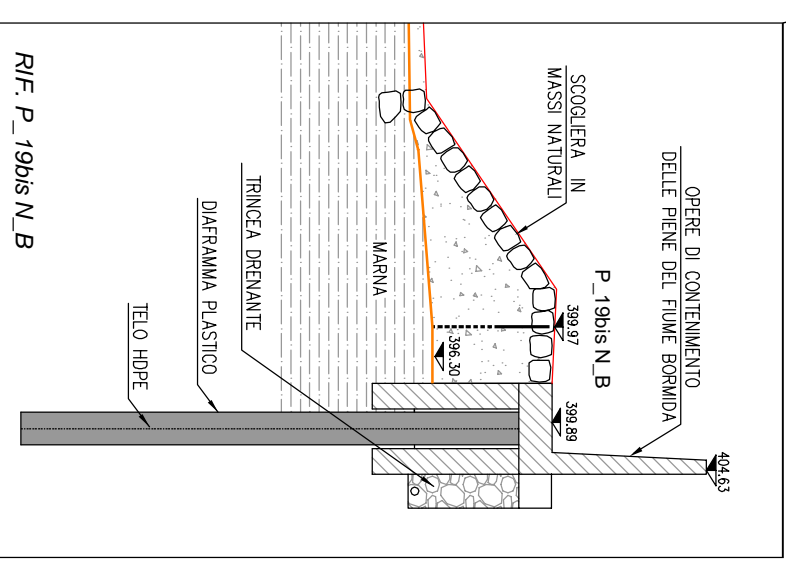 OPERE DI CONTENIMENTO
DELLE PIENE DEL FIUME BORMIDA
404.63
SCOGLIERA IN
MASSI NATURALI
P_19bis N_B
399.97
399.89
396.30
MARNA
TRINCEA DRENANTE
DIAFRAMMA PLASTICO
TELO HDPE
RIF. P_19bis N_B